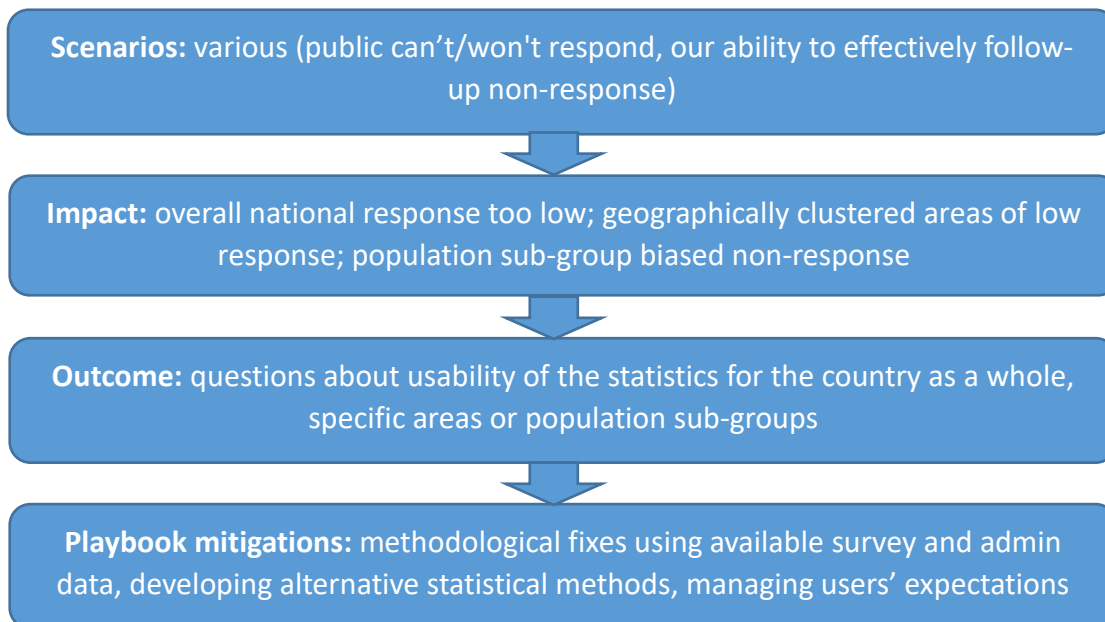 Scenarios: various (public can’t/won't respond, our ability to effectively follow-
up non-response)
Impact: overall national response too low; geographically clustered areas of low
response; population sub-group biased non-response
Outcome: questions about usability of the statistics for the country as a whole,
specific areas or population sub-groups
Playbook mitigations: methodological fixes using available survey and admin
data, developing alternative statistical methods, managing users’ expectations